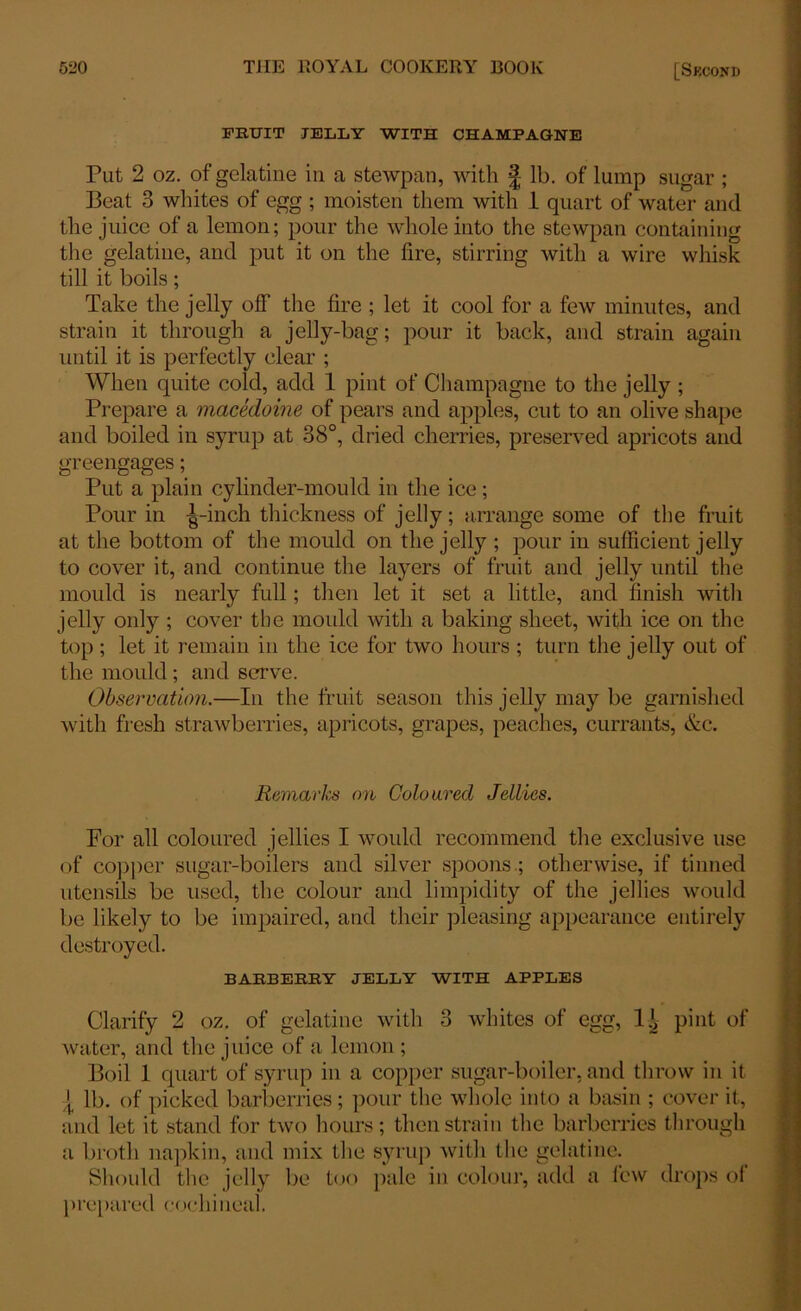 520 THE ROYAL COOKERY BOOK [Second
FRUIT JELLY WITH CHAMPAGNE
Put 2 oz. of gelatine in a stewpan, with ¾ lb. of lump sugar ;
Beat 3 whites of egg ; moisten them with 1 quart of water and
the juice of a lemon; pour the whole into the stewpan containing
the gelatine, and put it on the fire, stirring with a wire whisk
till it boils ;
Take the jelly off the fire ; let it cool for a few minutes, and
strain it through a jelly-bag; pour it back, and strain again
until it is perfectly clear ;
When quite cold, add 1 pint of Champagne to the jelly ;
Prepare a macédoine of pears and apples, cut to an olive shape
and boiled in syrup at 38°, dried cherries, preserved apricots and
greengages ;
Put a plain cylinder-mould in the ice ;
Pour in ½-inch thickness of jelly; arrange some of the fruit
at the bottom of the mould on the jelly ; pour in sufficient jelly
to cover it, and continue the layers of fruit and jelly until the
mould is nearly full ; then let it set a little, and finish with
jelly only ; cover the mould with a baking sheet, with ice on the
top ; let it remain in the ice for two hours ; turn the jelly out of
the mould ; and serve.
Observation.—In the fruit season this jelly may be garnished
with fresh strawberries, apricots, grapes, peaches, currants, &c.
Remarks on Coloured Jellies.
For all coloured jellies I would recommend the exclusive use
of copper sugar-boilers and silver spoons ; otherwise, if tinned
utensils be used, the colour and limpidity of the jellies would
be likely to be impaired, and their pleasing appearance entirely
destroyed.
BARBERRY JELLY WITH APPLES
Clarify 2 oz. of gelatine with 3 whites of egg, 1½ pint of
water, and the juice of a lemon ;
Boil 1 quart of syrup in a copper sugar-boiler, and throw in it
¼ lb. of picked barberries ; pour the whole into a basin ; cover it,
and let it stand for two hours ; then strain the barberries through
a broth napkin, and mix the syrup with the gelatine.
Should the jelly be too pale in colour, add a few drops of
prepared cochineal.